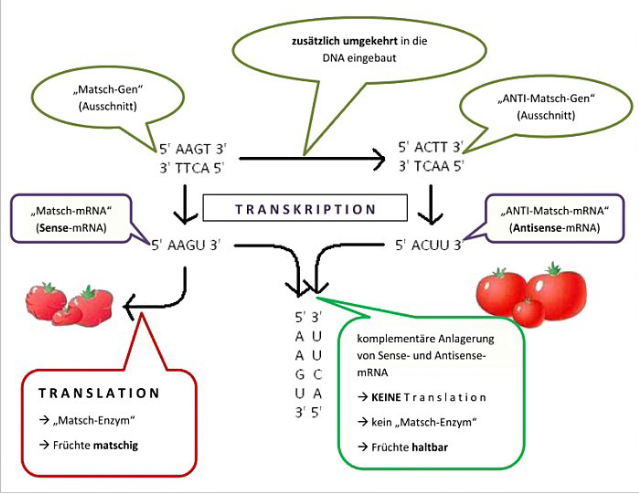 zusätzlich umgekehrt in die
DNA eingebaut
„Matsch-Gen“
(Ausschnitt)
„ANTI-Matsch-Gen“
(Ausschnitt)
5' AAGT 3'
3' TTCA 5'
5' ACTT 3'
3' TCAA 5'
TRANSKRIPTION
„Matsch-mRNA“
(Sense-mRNA)
„ANTI-Matsch-mRNA“
(Antisense-mRNA)
5' AAGU 3'
5' ACUU 3'
5' 3'
A U
A U
G C
U A
3' 5'
TRANSLATION
→ „Matsch-Enzym“
→ Früchte matschig
komplementäre Anlagerung
von Sense- und Antisense-
mRNA
→ KEINE Translation
→ kein „Matsch-Enzym“
→ Früchte haltbar